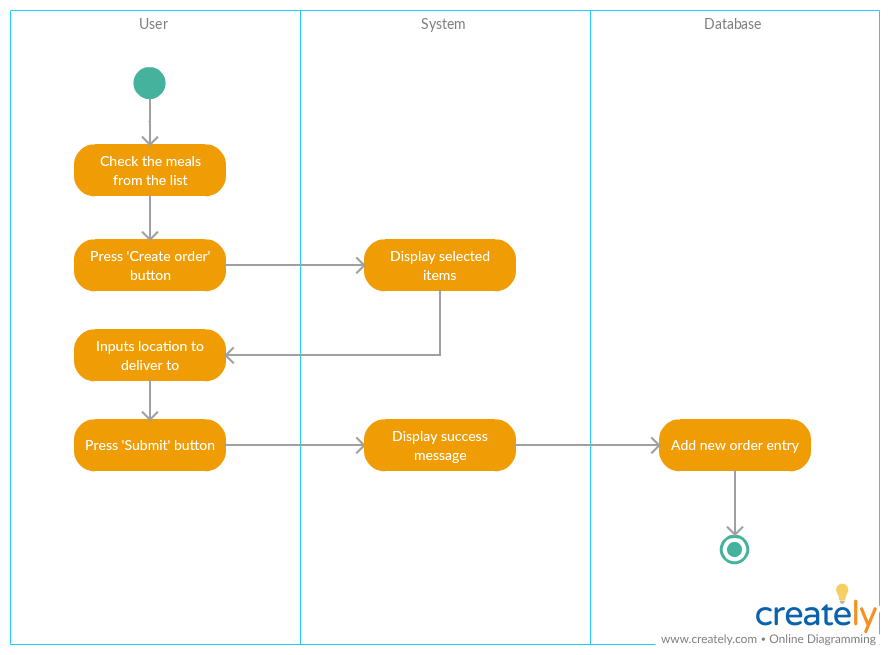 User
System
Database
Check the meals
from the list
Press 'Create order'
button
Display selected
items
Inputs location to
deliver to
Press 'Submit' button
Display success
message
Add new order entry
creately
www.creately.com • Online Diagramming